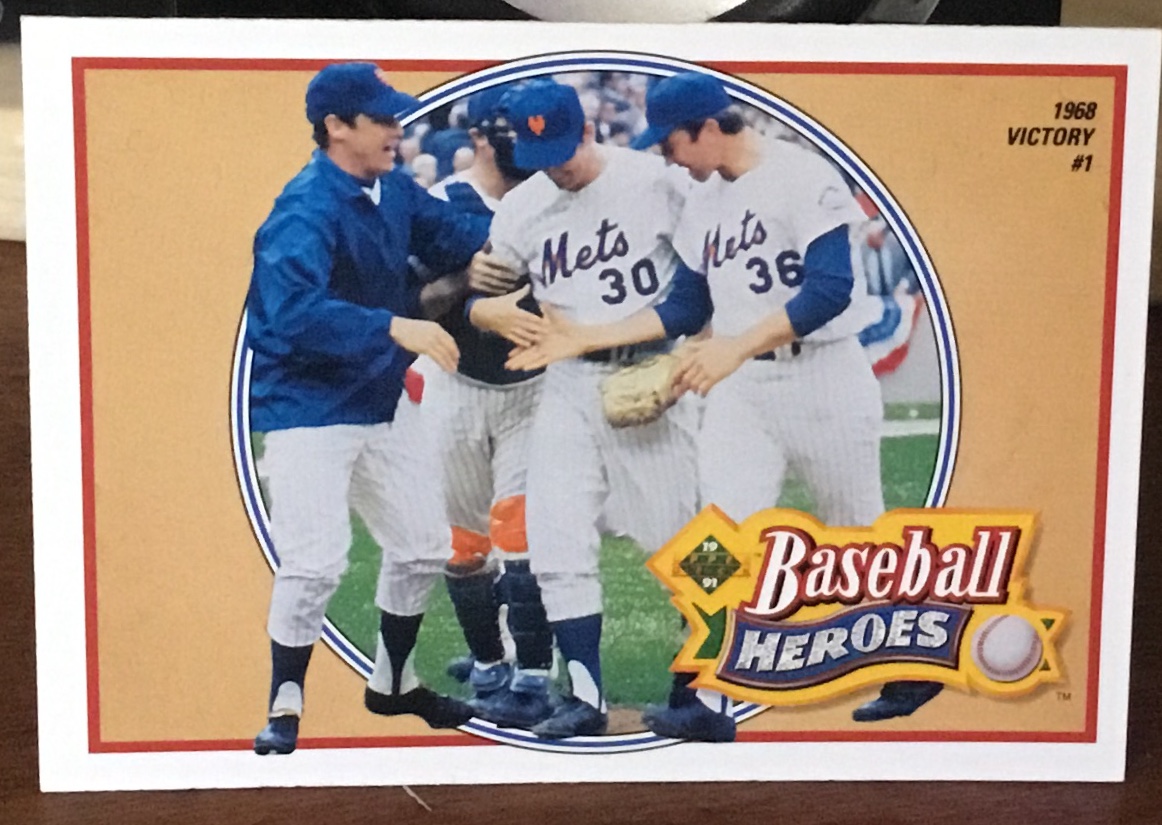 1968
VICTORY
#1
Mets
30
Mets
36
19
91
Baseball
HEROES
TM